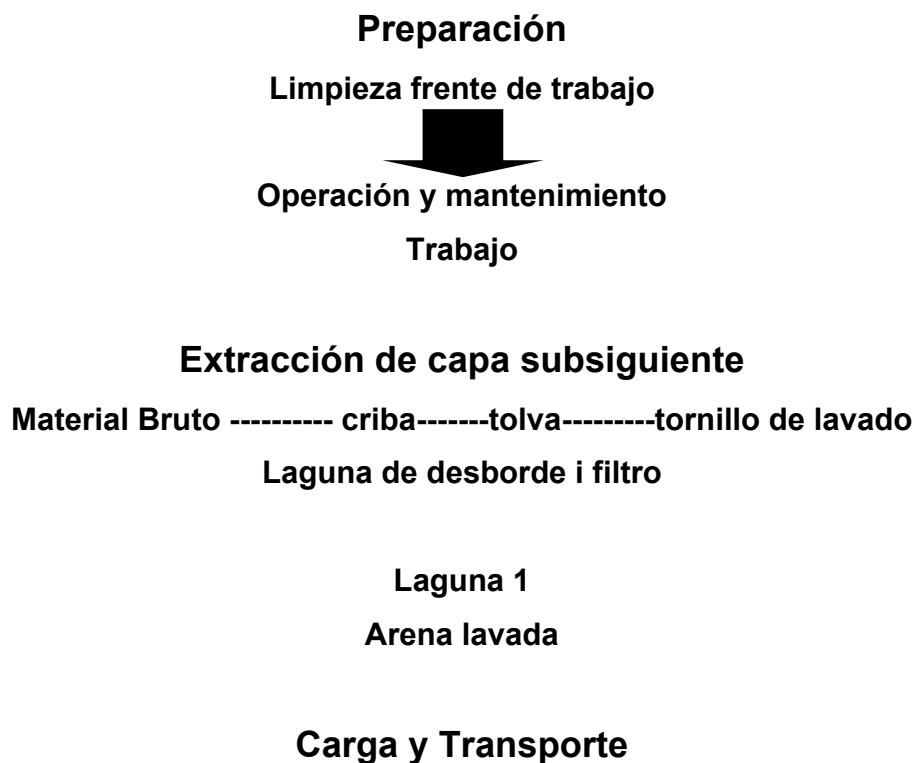 Preparación
Limpieza frente de trabajo
Operación y mantenimiento
Trabajo
Extracción de capa subsiguiente
Material Bruto ---------- criba-------tolva---------tornillo de lavado
Laguna de desborde i filtro
Laguna 1
Arena lavada
Carga y Transporte